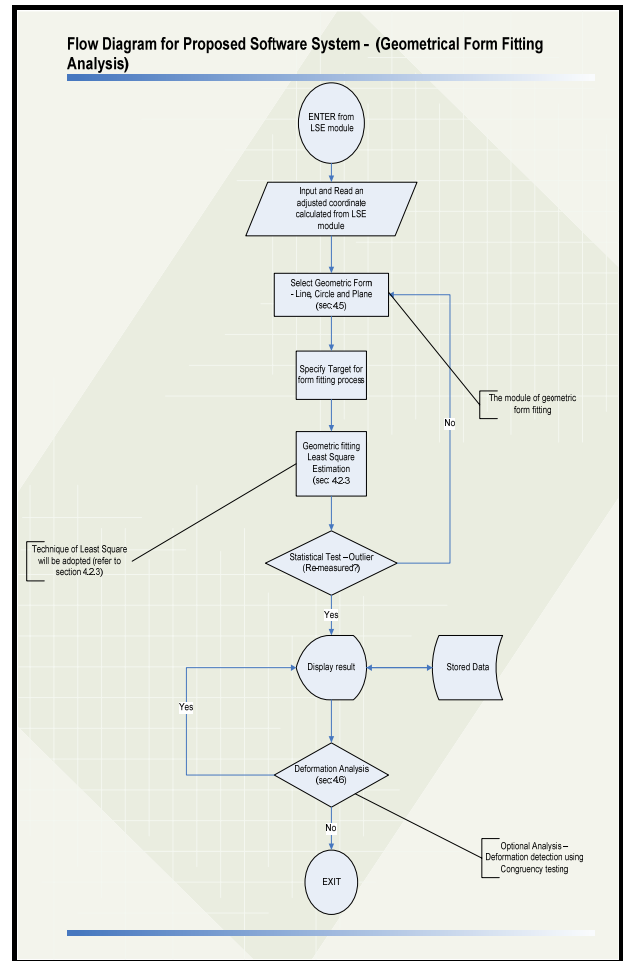 Flow Diagram for Proposed Software System - (Geometrical Form Fitting
Analysis)
ENTER from
LSE module
Input and Read an
adjusted coordinate
calculated from LSE
module
Select Geometric Form
- Line, Circle and Plane
(sec:4.5)
Specify Target for
form fitting process
The module of geometric
form fitting
No
Geometric fitting
Least Square
Estimation
(sec: 4.2.3
Technique of Least Square
will be adopted (refer to
section 4.2.3)
Statistical Test – Outlier
(Re-measured?)
Yes
Display result
Stored Data
Yes
Deformation Analysis
(sec:4.6)
No
Optional Analysis –
Deformation detection using
Congruency testing
EXIT